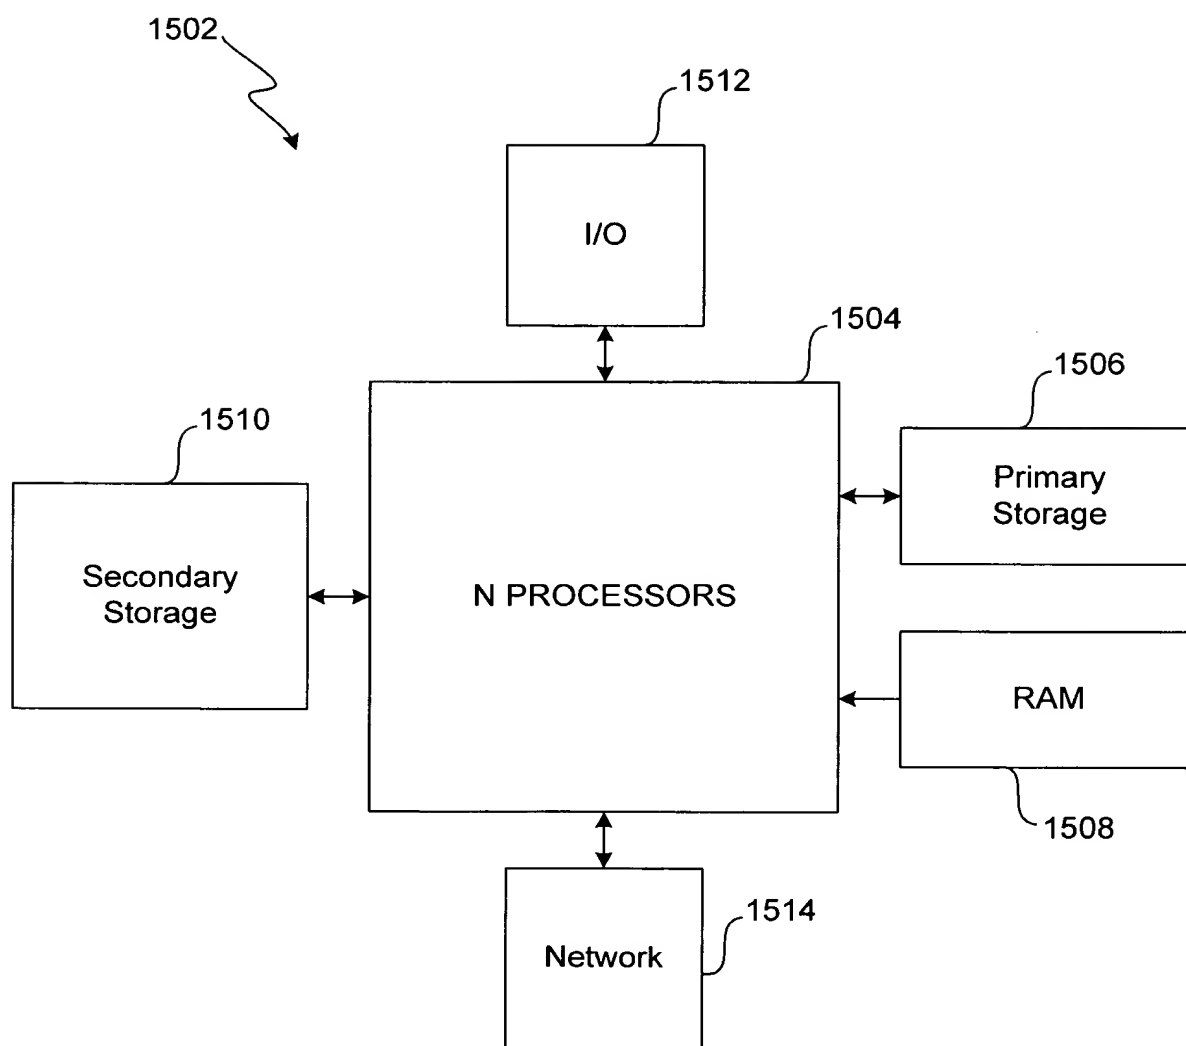 1502
1512
I/O
1504
1506
1510
Primary
Storage
Secondary
Storage
N PROCESSORS
RAM
1508
1514
Network